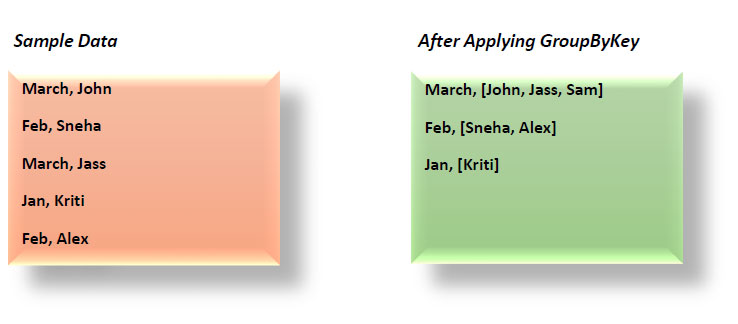 Sample Data
March, John
Feb, Sneha
March, Jass
Jan, Kriti
Feb, Alex
After Applying GroupByKey
March, [John, Jass, Sam]
Feb, [Sneha, Alex]
Jan, [Kriti]